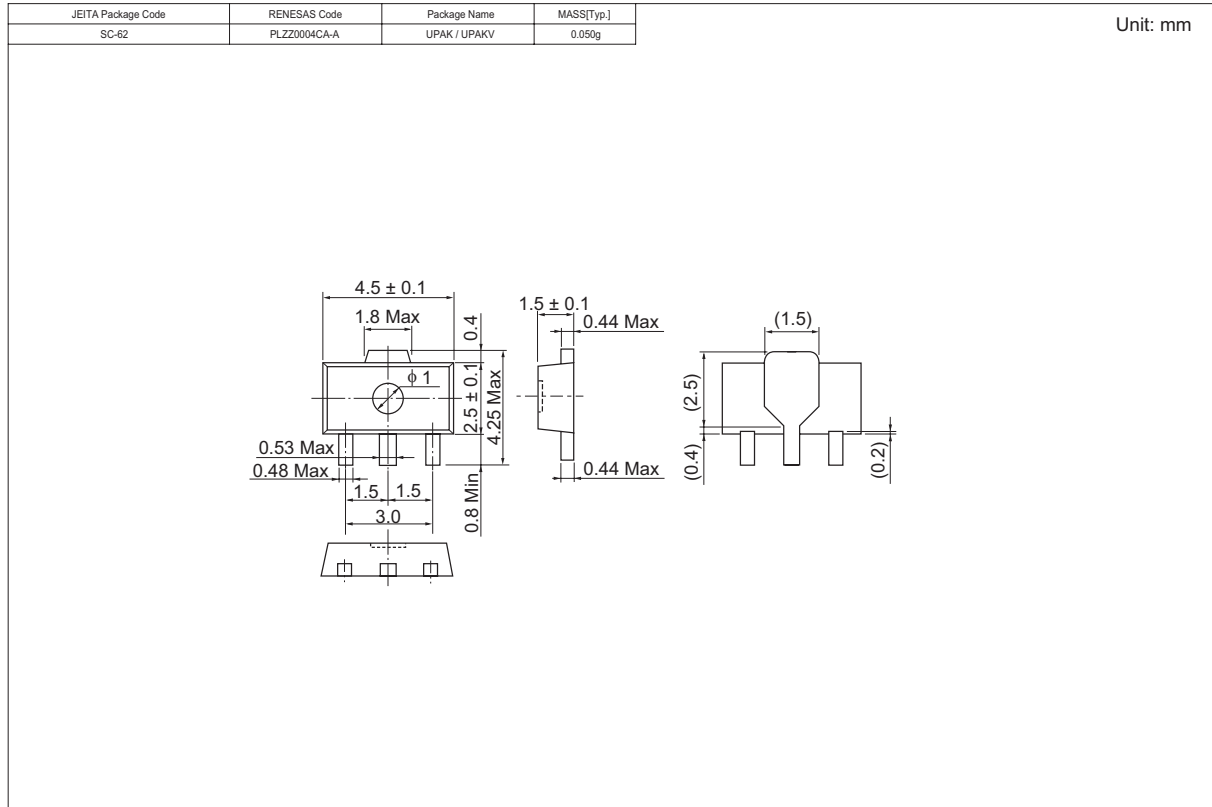 JEITA Package Code RENESAS Code Package Name MASS[Typ.]
SC-62 PLZZ0004CA-A UPAK / UPAKV 0.050g
Unit: mm
4.5 ± 0.1
1.8 Max
0.4
ϕ 1
2.5 ± 0.1
4.25 Max
0.53 Max
0.48 Max
1.5 1.5
3.0
0.8 Min
1.5 ± 0.1
0.44 Max
0.44 Max
(1.5)
(2.5)
(0.4)
(0.2)